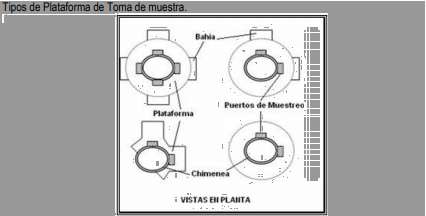 Tipos de Plataforma de Toma de muestra.
Bahia
Puertos de Muestreo
Plataforma
Chimenea
VISTAS EN PLANTA